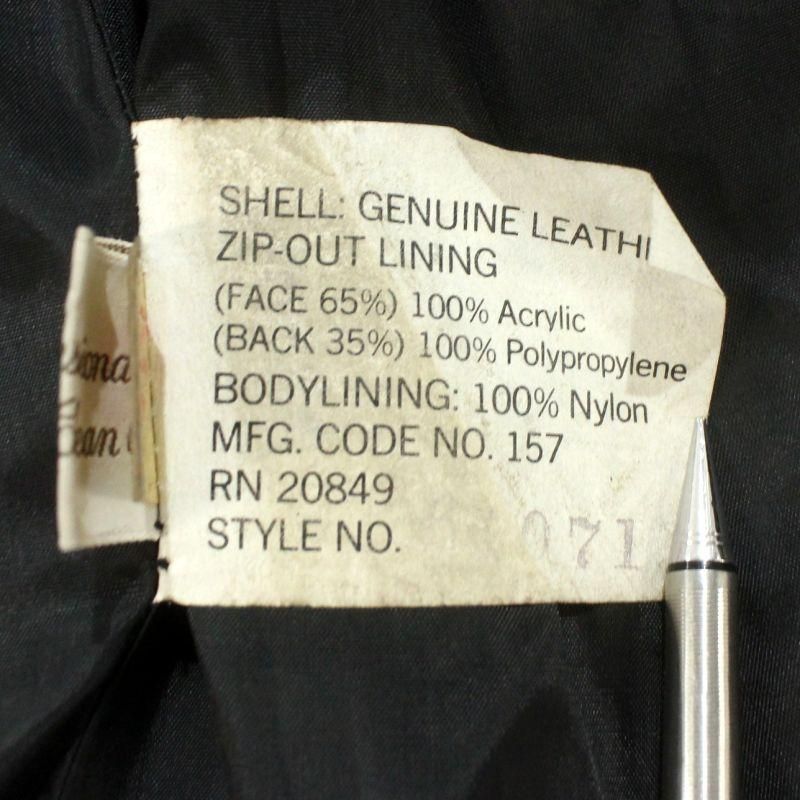 SHELL: GENUINE LEATH
ZIP-OUT LINING
(FACE 65%) 100% Acrylic
(BACK 35%) 100% Polypropylene
BODYLINING: 100% Nylon
MFG. CODE NO. 157
RN 20849
STYLE NO. 071